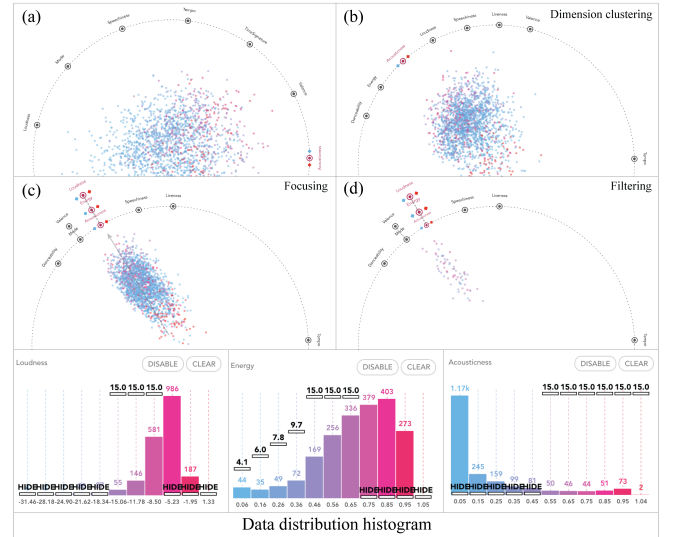 (a)
Tempo
Speechiness
TimeSignature
Mode
Valence
Loudness
Acousticness
(b)
Dimension clustering
Liveness
Speechiness
Valence
Loudness
Acousticness
Energy
Danceability
Tempo
(c)
Focusing
Loudness
Energy
Acousticness
Speechiness
Liveness
Valence
Mode
Danceability
Tempo
(d)
Filtering
Loudness
Energy
Acousticness
Speechiness
Liveness
Valence
Mode
Danceability
Tempo
Loudness
DISABLE CLEAR
986
15.0 15.0 15.0
581
187
146
55
HIDE HIDE HIDE HIDE HIDE HIDE HIDE HIDE
-31.46 -28.18 -24.90 -21.62 -18.34 -15.06 -11.78 -8.50 -5.23 -1.95 1.33
Energy
DISABLE CLEAR
15.0 15.0 15.0
403
379
336
9.7
273
256
7.8
6.0
169
4.1
72
44 35 49
HIDE HIDE HIDE HIDE
0.06 0.16 0.26 0.36 0.46 0.56 0.65 0.75 0.85 0.95 1.05
Acousticness
DISABLE CLEAR
1.17k
15.0 15.0 15.0 15.0 15.0 15.0
245
159
99 81
50 46 44 51 73 2
HIDE HIDE HIDE HIDE HIDE
0.05 0.15 0.25 0.35 0.45 0.55 0.65 0.75 0.85 0.95 1.04
Data distribution histogram